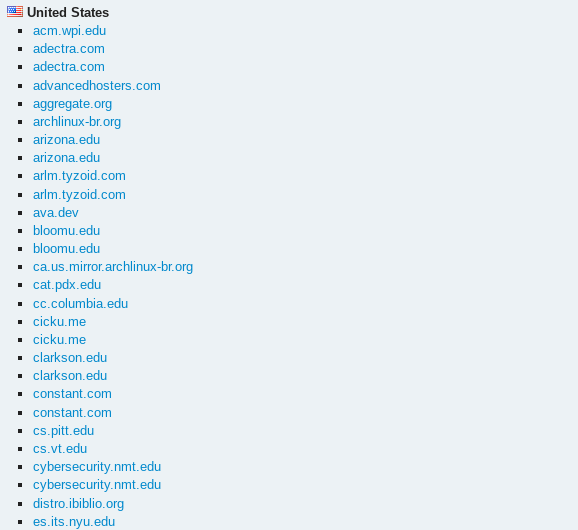 United States
acm.wpi.edu
adectra.com
adectra.com
advancedhosters.com
aggregate.org
archlinux-br.org
arizona.edu
arizona.edu
arlm.tyzoid.com
arlm.tyzoid.com
ava.dev
bloomu.edu
bloomu.edu
ca.us.mirror.archlinux-br.org
cat.pdx.edu
cc.columbia.edu
cicku.me
cicku.me
clarkson.edu
clarkson.edu
constant.com
constant.com
cs.pitt.edu
cs.vt.edu
cybersecurity.nmt.edu
cybersecurity.nmt.edu
distro.ibiblio.org
es.its.nyu.edu